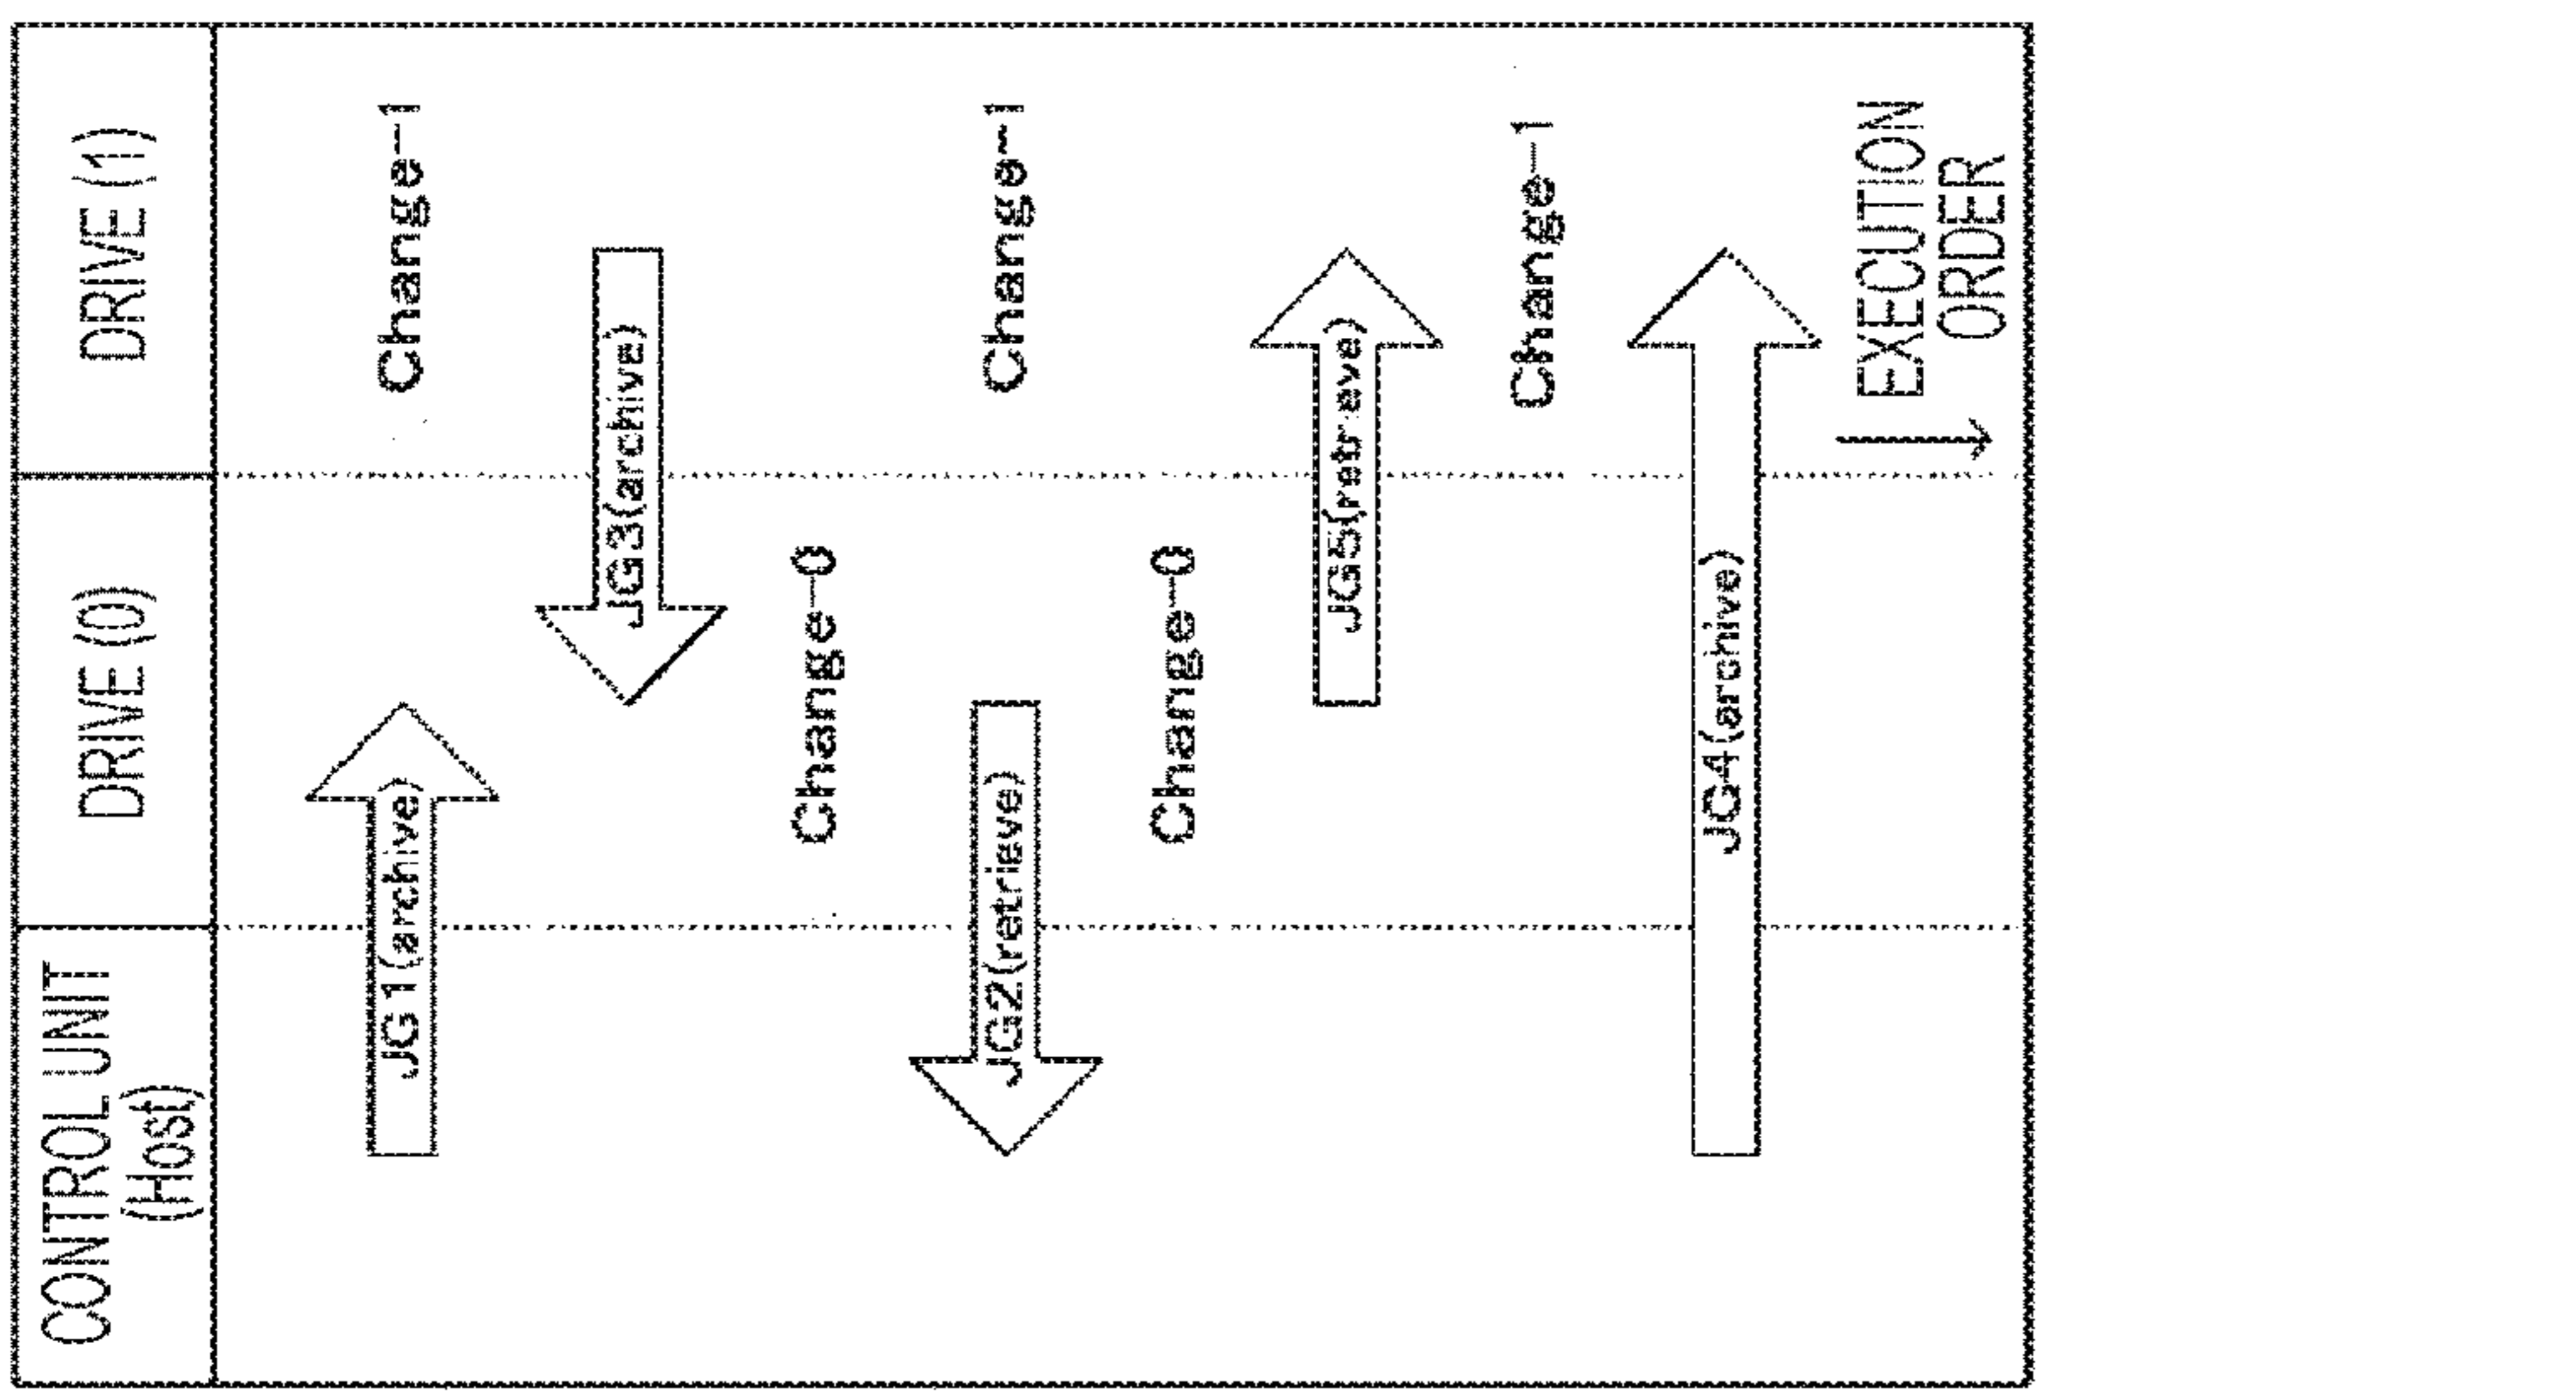 CONTROL UNIT
(Host)
DRIVE (0)
DRIVE (1)
JG1(archive)
Change-1
JG3(archive)
Change-0
JG2(retrieve)
Change-1
Change-0
JG5(retrieve)
Change-1
JG4(archive)
EXECUTION
ORDER